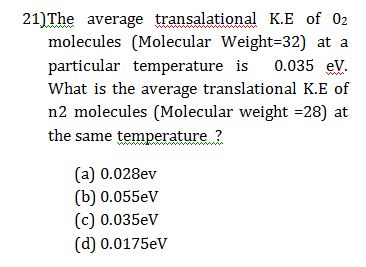 21)The average transalational K.E of 02
molecules (Molecular Weight=32) at a
particular temperature is 0.035 eV.
What is the average translational K.E of
n2 molecules (Molecular weight =28) at
the same temperature ?
(a) 0.028ev
(b) 0.055eV
(c) 0.035eV
(d) 0.0175eV